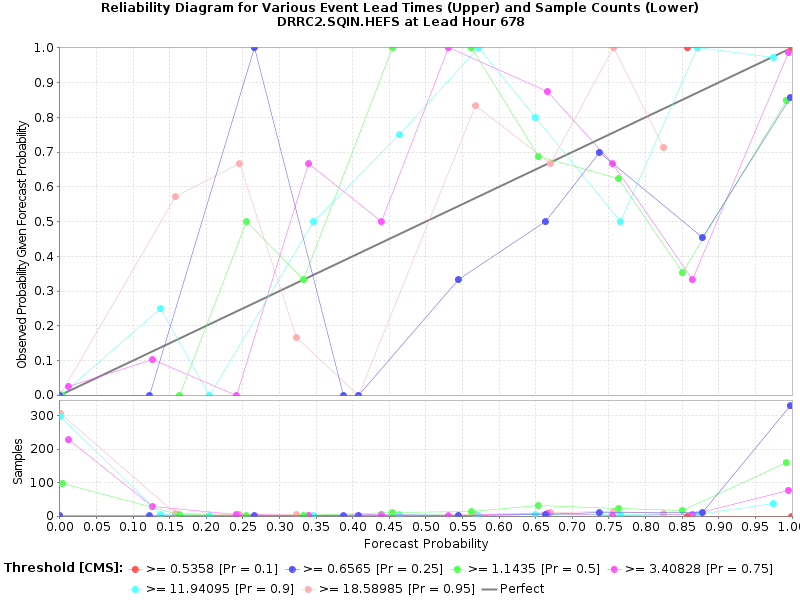 Reliability Diagram for Various Event Lead Times (Upper) and Sample Counts (Lower)
DRRC2.SQIN.HEFS at Lead Hour 678
Observed Probability Given Forecast Probability
1.0
0.9
0.8
0.7
0.6
0.5
0.4
0.3
0.2
0.1
0.0
Samples
300
200
100
0
0.00 0.05 0.10 0.15 0.20 0.25 0.30 0.35 0.40 0.45 0.50 0.55 0.60 0.65 0.70 0.75 0.80 0.85 0.90 0.95 1.00
Forecast Probability
Threshold [CMS]: >= 0.5358 [Pr = 0.1] >= 0.6565 [Pr = 0.25] >= 1.1435 [Pr = 0.5] >= 3.40828 [Pr = 0.75]
>= 11.94095 [Pr = 0.9] >= 18.58985 [Pr = 0.95] Perfect